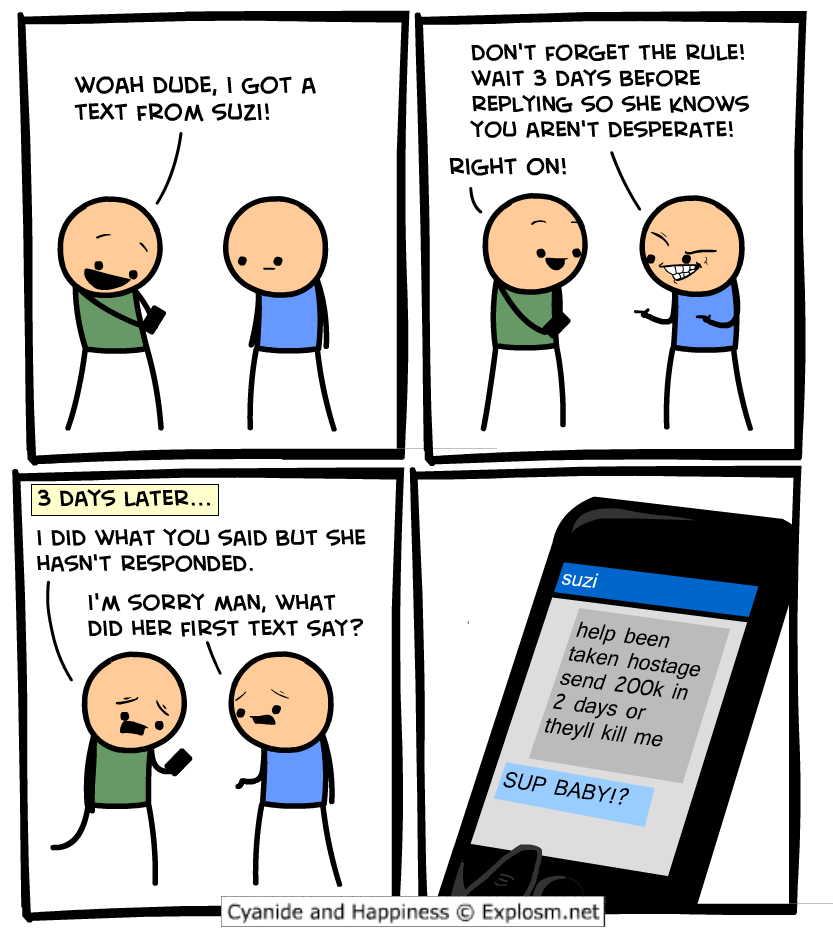 WOAH DUDE, I GOT A
TEXT FROM SUZI!
DON'T FORGET THE RULE!
WAIT 3 DAYS BEFORE
REPLYING SO SHE KNOWS
YOU AREN'T DESPERATE!
RIGHT ON!
3 DAYS LATER...
I DID WHAT YOU SAID BUT SHE
HASN'T RESPONDED.
I'M SORRY MAN, WHAT
DID HER FIRST TEXT SAY?
suzi
help been
taken hostage
send 200k in
2 days or
theyll kill me
SUP BABY!?
Cyanide and Happiness © Explosm.net